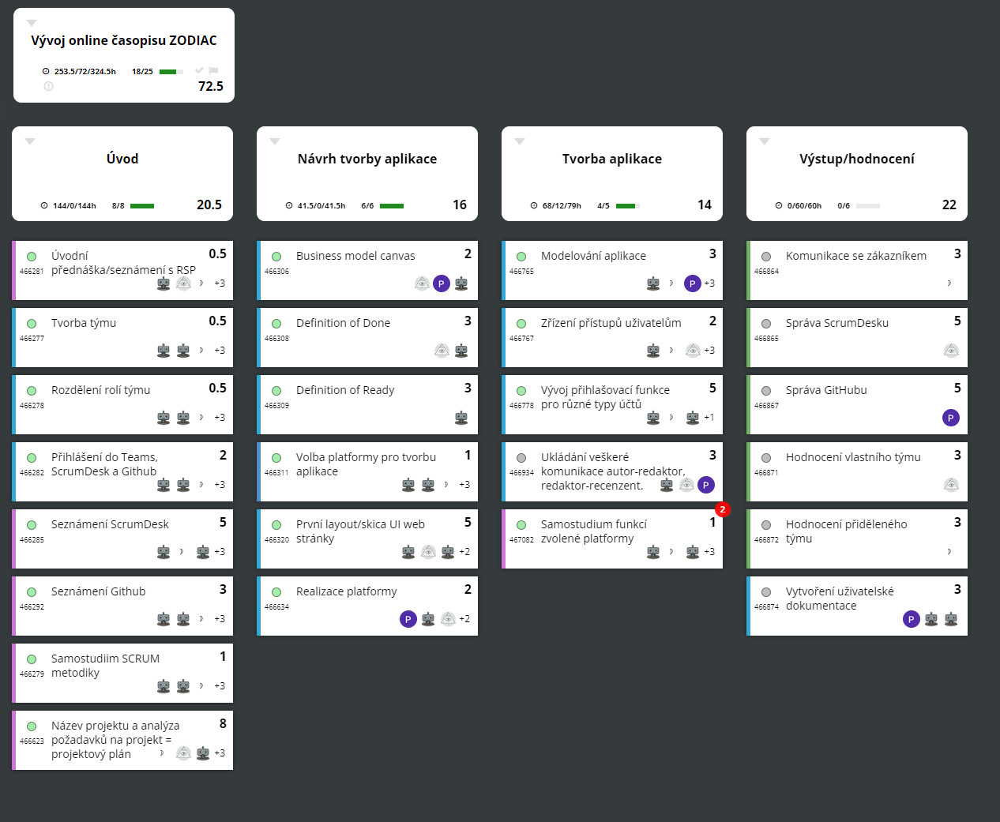 Vývoj online časopisu ZODIAC
253.5/72/324.5h 18/25
72.5
Úvod
144/0/144h 8/8 20.5
Návrh tvorby aplikace
41.5/0/41.5h 6/6 16
Tvorba aplikace
68/12/79h 4/5 14
Výstup/hodnocení
0/60/60h 0/6 22
Úvodní 0.5
přednáška/seznámení s RSP
466281
+3
Tvorba týmu 0.5
466277
+3
Rozdělení rolí týmu 0.5
466278
+3
Přihlášení do Teams, 2
ScrumDesk a Github
466282
+3
Seznámení ScrumDesk 5
466285
+3
Seznámení Github 3
466292
+3
Samostudiim SCRUM 1
metodiky
466279
+3
Název projektu a analýza 8
požadavků na projekt =
466623
projektový plán +3
Business model canvas 2
466306
P
Definition of Done 3
466308
Definition of Ready 3
466309
Volba platformy pro tvorbu 1
aplikace
466311
+3
První layout/skica UI web 5
stránky
466320
+2
Realizace platformy 2
466634
P +2
Modelování aplikace 3
466765
P +3
Zřízení přístupů uživatelům 2
466767
+3
Vývoj přihlašovací funkce 5
pro různé typy účtů
466778
+1
Ukládání veškeré 3
komunikace autor-redaktor,
466934
redaktor-recenzent. P
2
Samostudium funkcí 1
zvolené platformy
467082
+3
Komunikace se zákazníkem 3
466864
Správa ScrumDesku 5
466865
Správa GitHubu 5
466867
P
Hodnocení vlastního týmu 3
466871
Hodnocení přiděleného 3
týmu
466872
Vytvoření uživatelské 3
dokumentace
466874
P